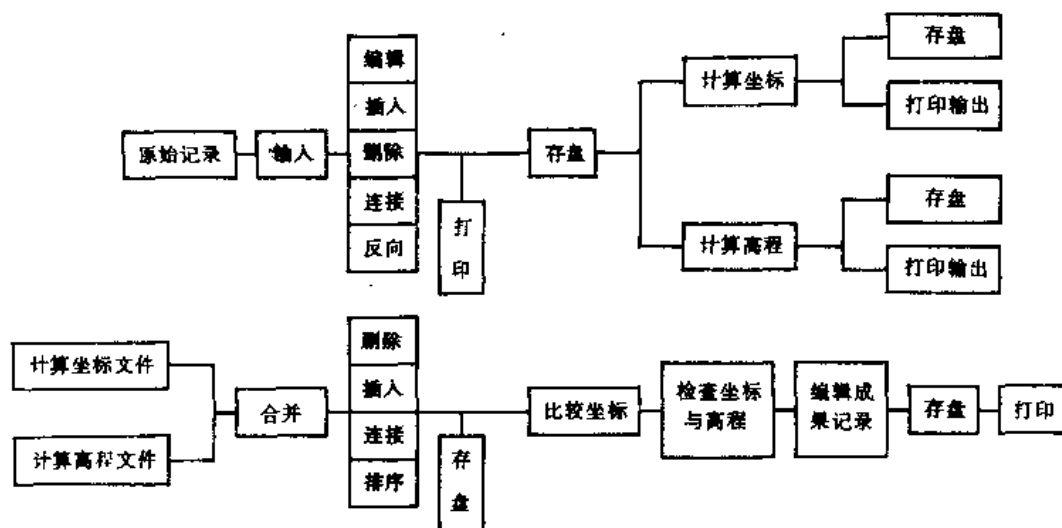 原始记录
输入
编辑
插入
删除
连接
反向
打
印
存盘
计算坐标
存盘
打印输出
计算高程
存盘
打印输出
计算坐标文件
计算高程文件
合并
删除
插入
连接
排序
存
盘
比较坐标
检查坐标
与高程
编辑成
果记录
存盘
打印